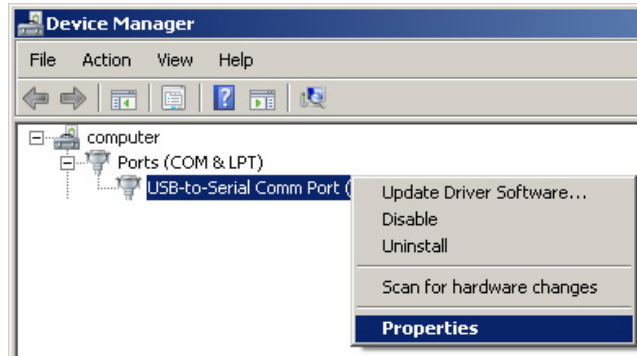 Device Manager
File Action View Help
computer
Ports (COM & LPT)
USB-to-Serial Comm Port (
Update Driver Software...
Disable
Uninstall
Scan for hardware changes
Properties